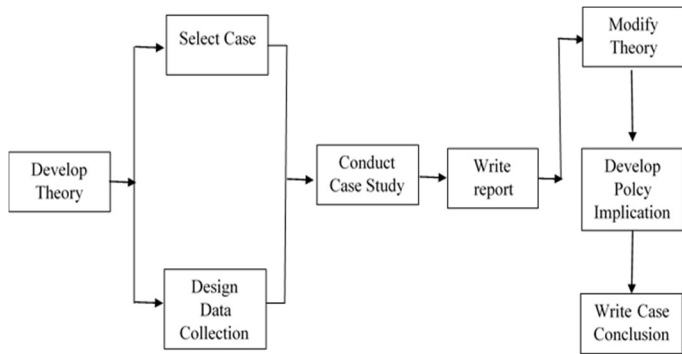 Select Case
Modify
Theory
Develop
Theory
Conduct
Case Study
Write
report
Develop
Polcy
Implication
Design
Data
Collection
Write Case
Conclusion